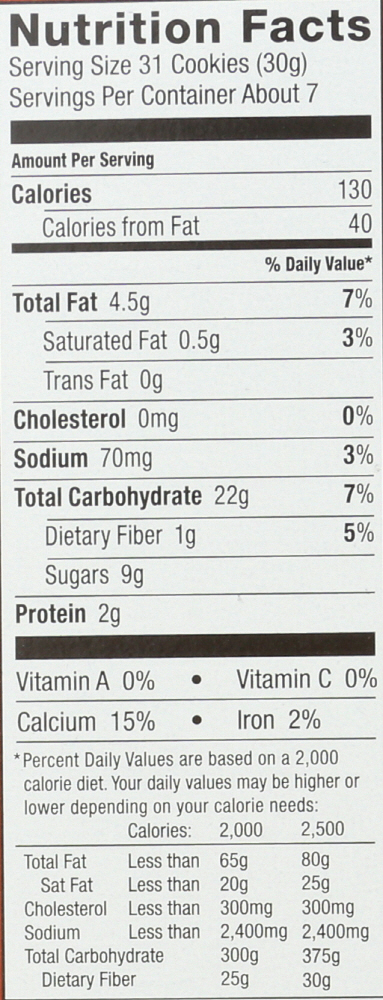 Nutrition Facts
Serving Size 31 Cookies (30g)
Servings Per Container About 7
Amount Per Serving
Calories 130
Calories from Fat 40
% Daily Value*
Total Fat 4.5g 7%
Saturated Fat 0.5g 3%
Trans Fat 0g
Cholesterol 0mg 0%
Sodium 70mg 3%
Total Carbohydrate 22g 7%
Dietary Fiber 1g 5%
Sugars 9g
Protein 2g
Vitamin A 0% • Vitamin C 0%
Calcium 15% • Iron 2%
*Percent Daily Values are based on a 2,000
calorie diet. Your daily values may be higher or
lower depending on your calorie needs:
Calories: 2,000 2,500
Total Fat Less than 65g 80g
Sat Fat Less than 20g 25g
Cholesterol Less than 300mg 300mg
Sodium Less than 2,400mg 2,400mg
Total Carbohydrate 300g 375g
Dietary Fiber 25g 30g